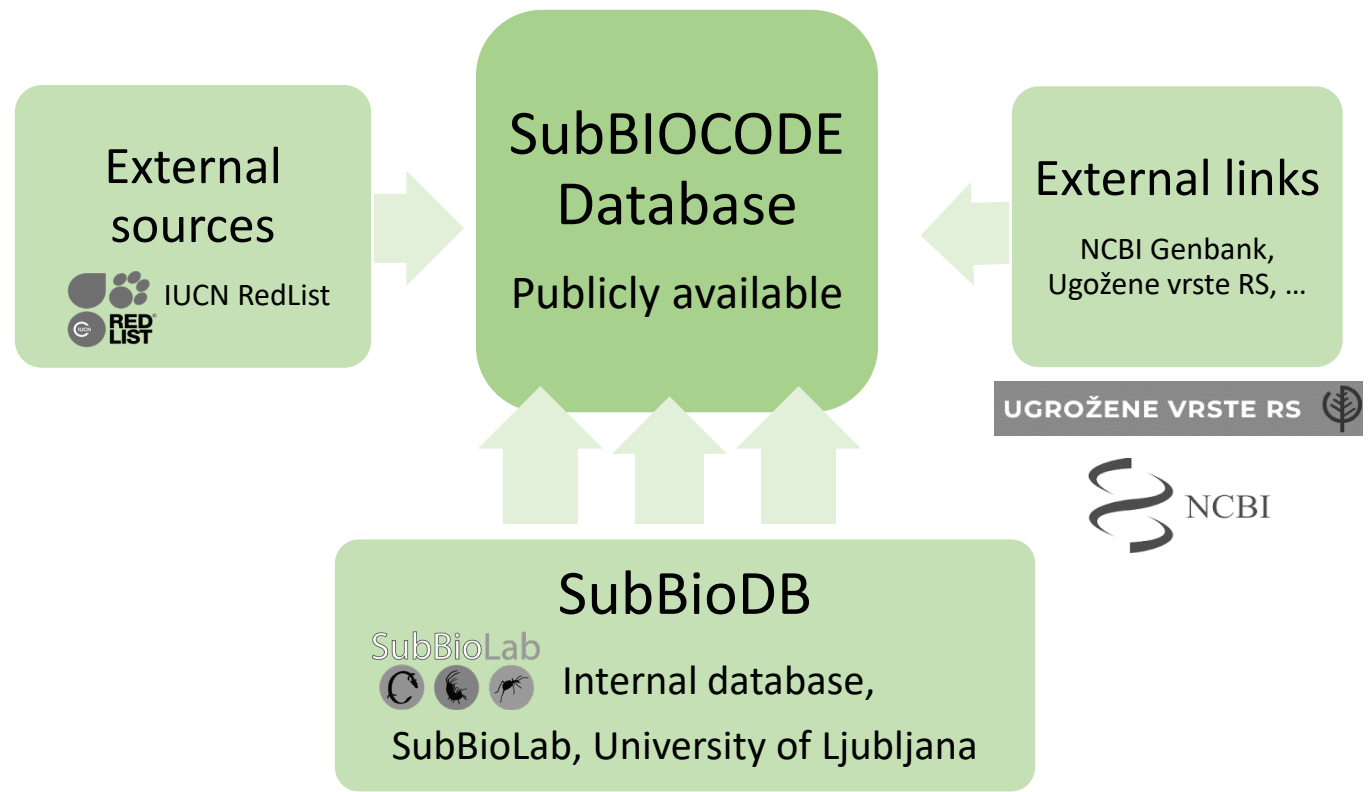 SubBIOCODE
Database
Publicly available
External
sources
IUCN RedList
IUCN
RED
LIST
©
External links
NCBI Genbank,
Ugožene vrste RS, ...
UGROŽENE VRSTE RS
NCBI
SubBioDB
SubBioLab
Internal database,
SubBioLab, University of Ljubljana